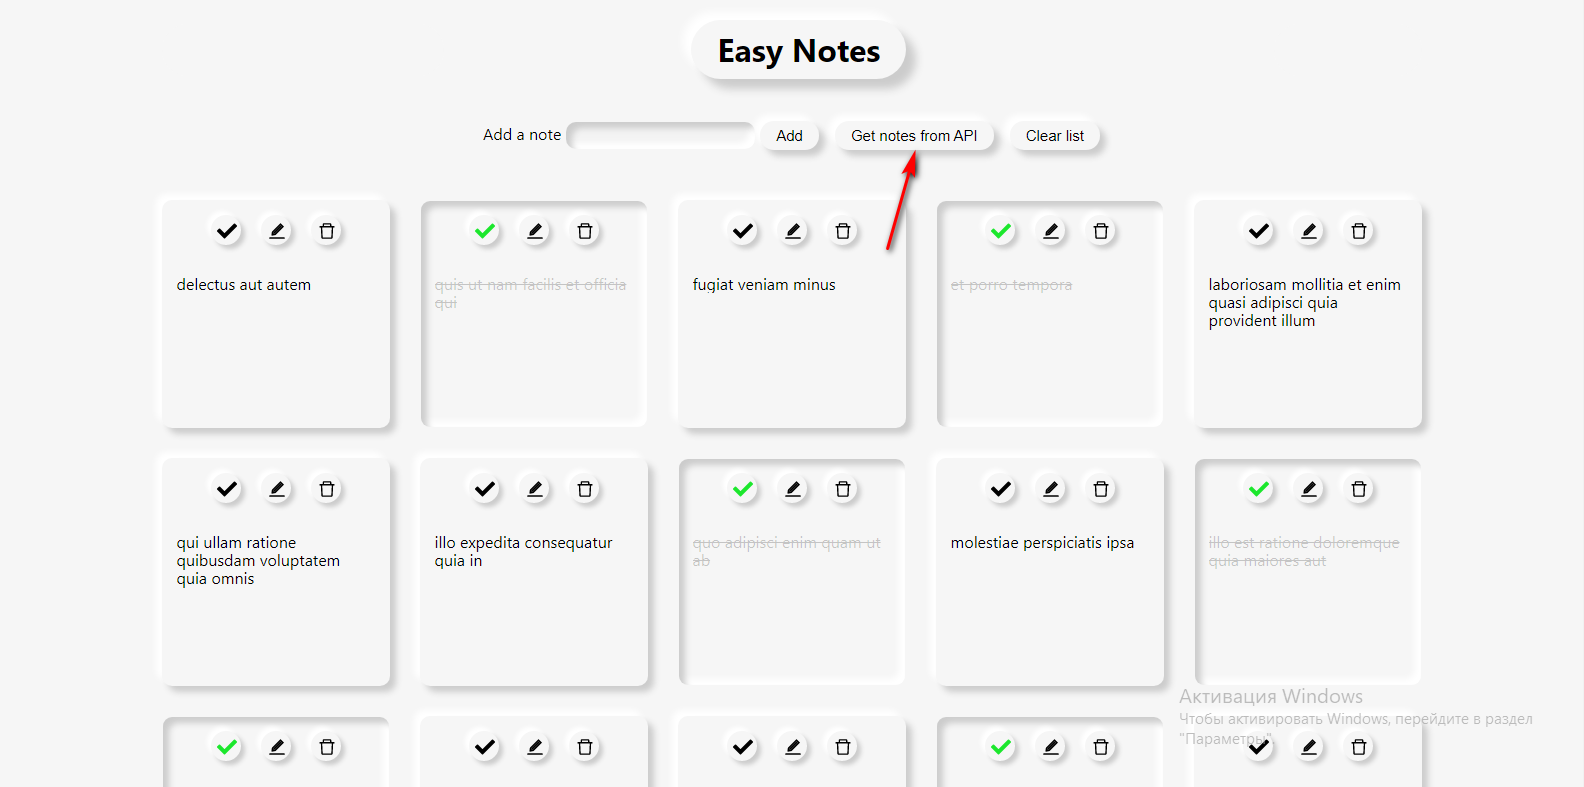 Easy Notes
Add a note Add Get notes from API Clear list
delectus aut autem
quis ut nam facilis et officia
qui
fugiat veniam minus
et porro tempora
laboriosam mollitia et enim
quasi adipisci quia
provident illum
qui ullam ratione
quibusdam voluptatem
quia omnis
illo expedita consequatur
quia in
quo adipisci enim quam ut
ab
molestiae perspiciatis ipsa
illo est ratione doloremque
quia maiores aut
Активация Windows
Чтобы активировать Windows, перейдите в раздел
"Параметры".